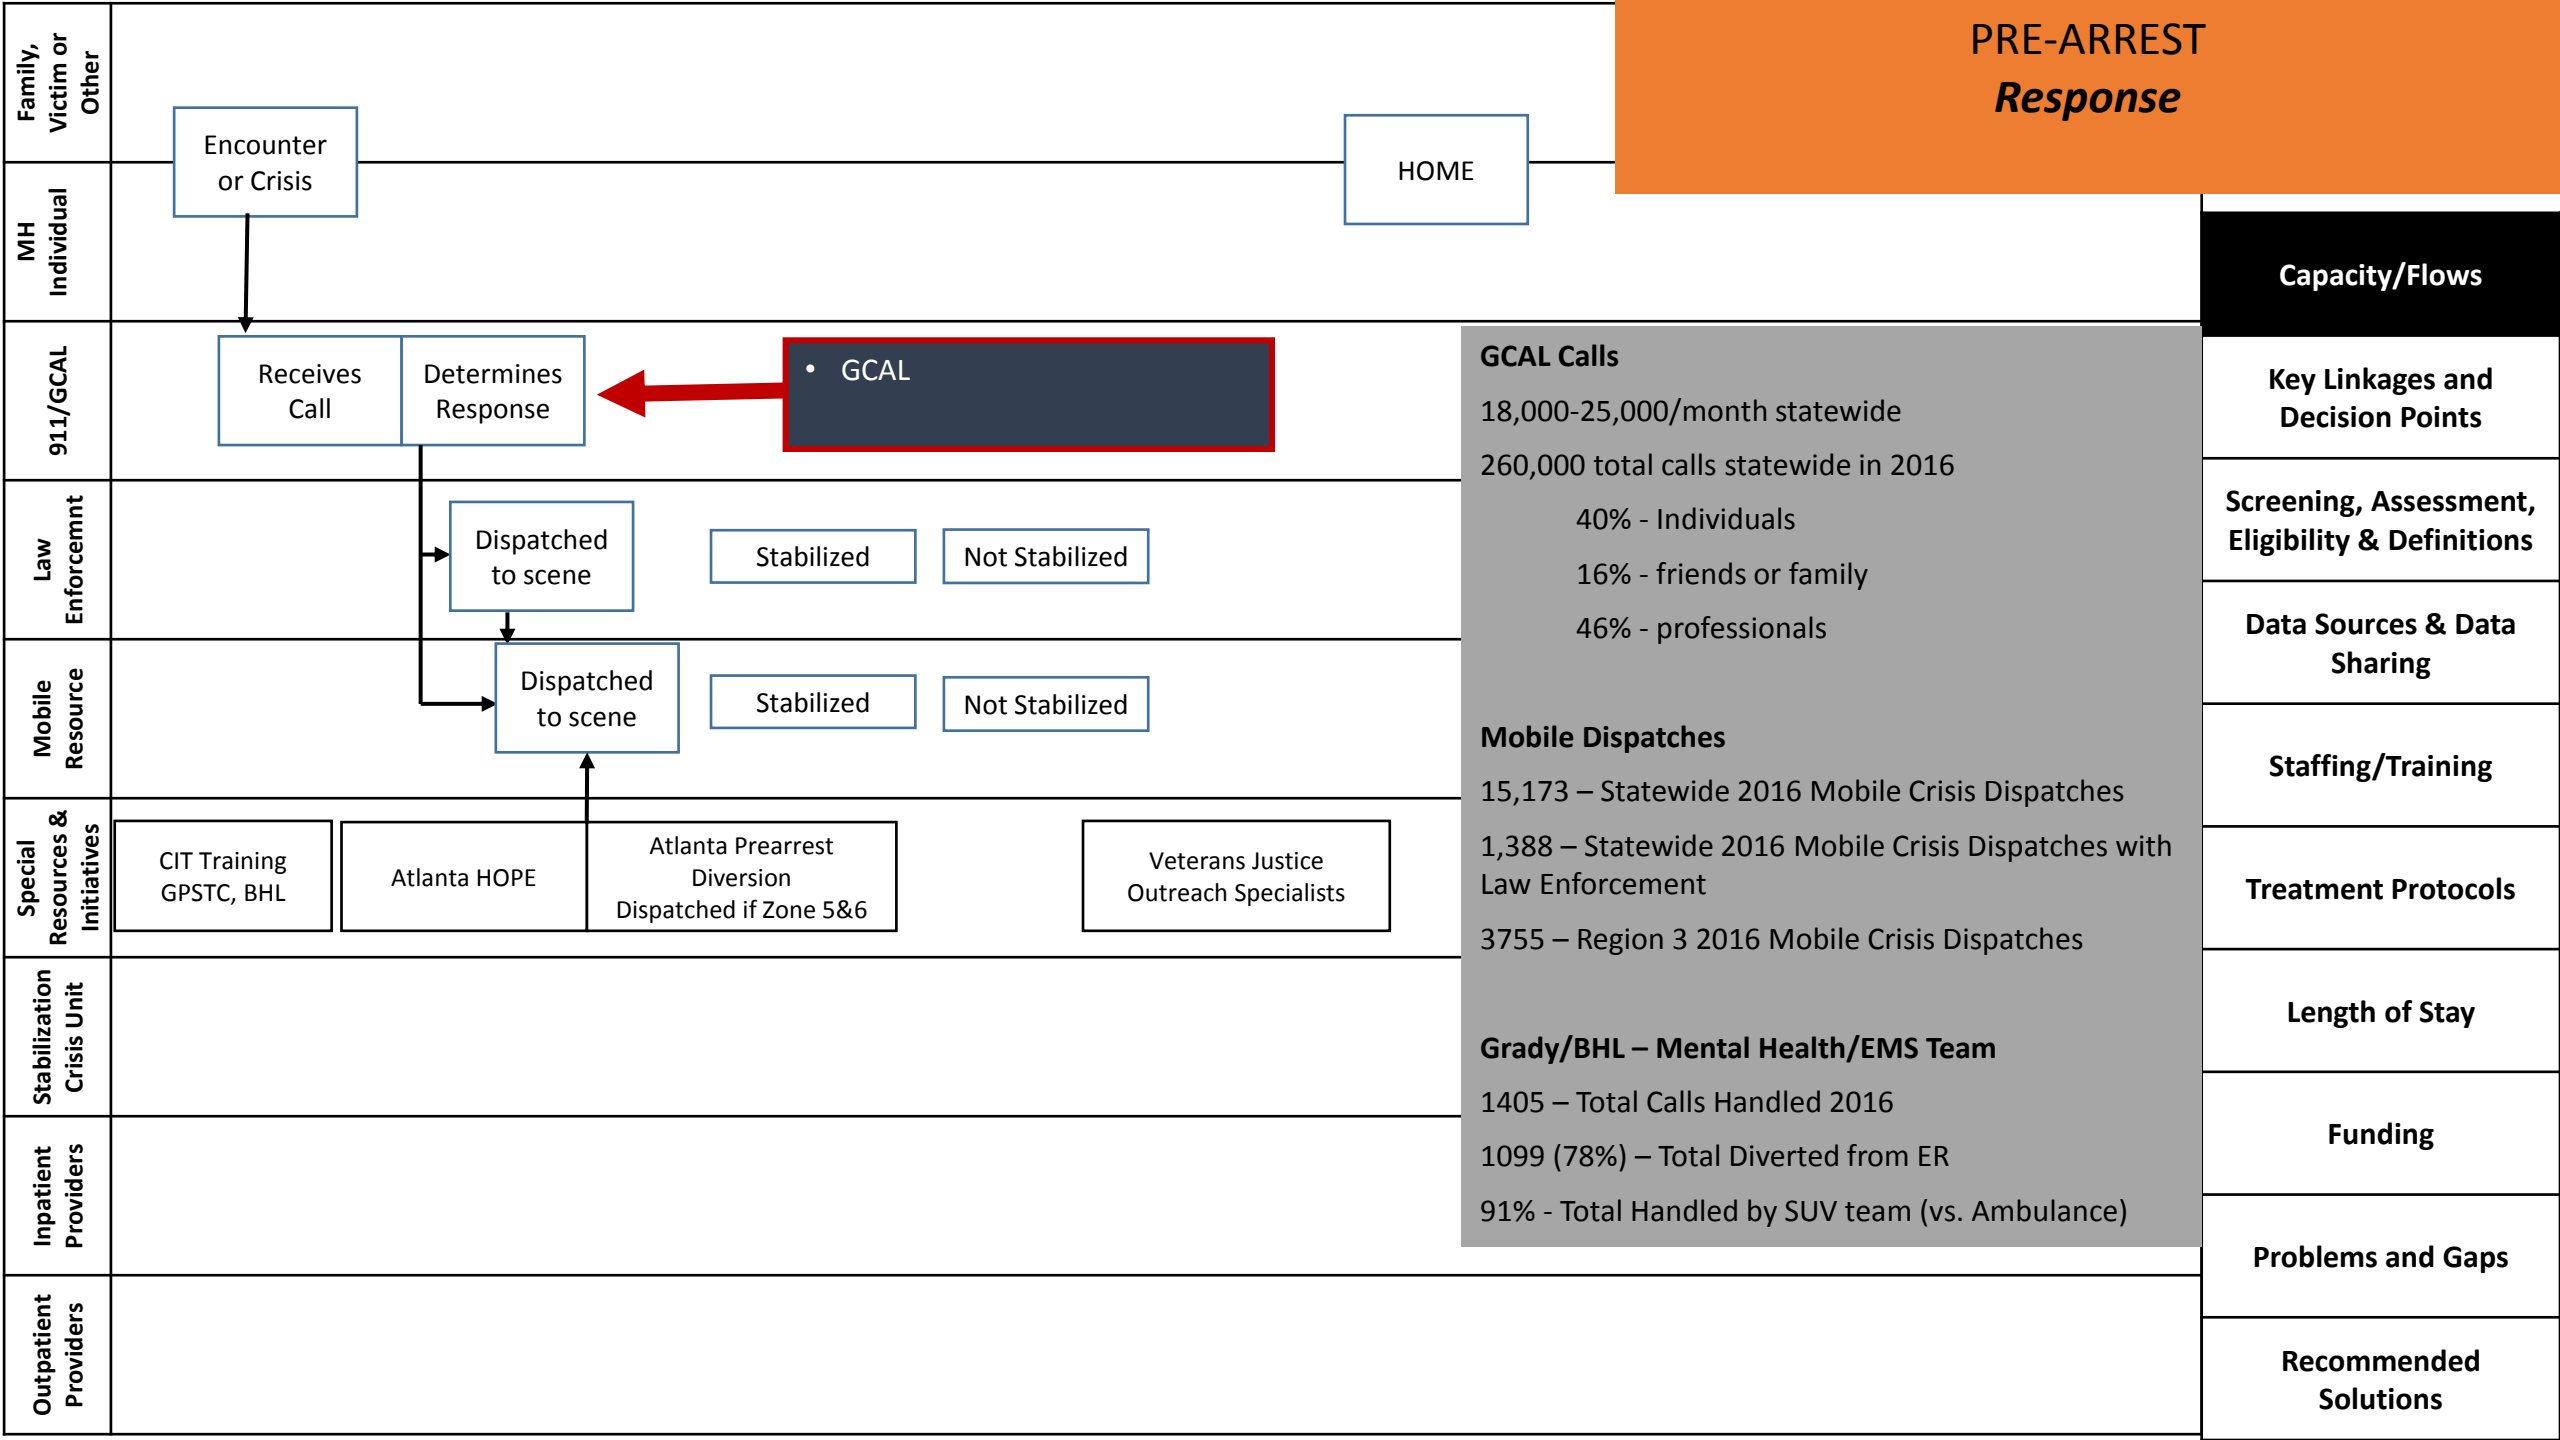 PRE-ARREST
Response
Family,
Victim or
Other
Encounter
or Crisis
HOME
MH
Individual
Capacity/Flows
911/GCAL
Receives
Call
Determines
Response
• GCAL
Law
Enforcemnt
Dispatched
to scene
Stabilized
Not Stabilized
Mobile
Resource
Dispatched
to scene
Stabilized
Not Stabilized
Special
Resources &
Initiatives
CIT Training
GPSTC, BHL
Atlanta HOPE
Atlanta Prearrest
Diversion
Dispatched if Zone 5&6
Veterans Justice
Outreach Specialists
Stabilization
Crisis Unit
Inpatient
Providers
Outpatient
Providers
GCAL Calls
18,000-25,000/month statewide
260,000 total calls statewide in 2016
40% - Individuals
16% - friends or family
46% - professionals
Mobile Dispatches
15,173 – Statewide 2016 Mobile Crisis Dispatches
1,388 – Statewide 2016 Mobile Crisis Dispatches with
Law Enforcement
3755 – Region 3 2016 Mobile Crisis Dispatches
Grady/BHL – Mental Health/EMS Team
1405 – Total Calls Handled 2016
1099 (78%) – Total Diverted from ER
91% - Total Handled by SUV team (vs. Ambulance)
Key Linkages and
Decision Points
Screening, Assessment,
Eligibility & Definitions
Data Sources & Data
Sharing
Staffing/Training
Treatment Protocols
Length of Stay
Funding
Problems and Gaps
Recommended
Solutions